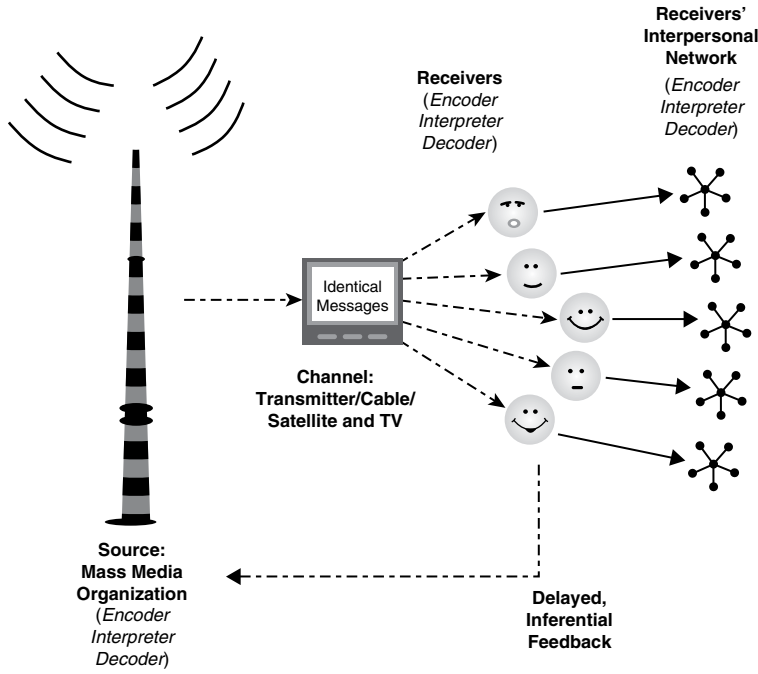 Receivers’
Interpersonal
Network
(Encoder
Interpreter
Decoder)
Receivers
(Encoder
Interpreter
Decoder)
Identical
Messages
Channel:
Transmitter/Cable/
Satellite and TV
Source:
Mass Media
Organization
(Encoder
Interpreter
Decoder)
Delayed,
Inferential
Feedback